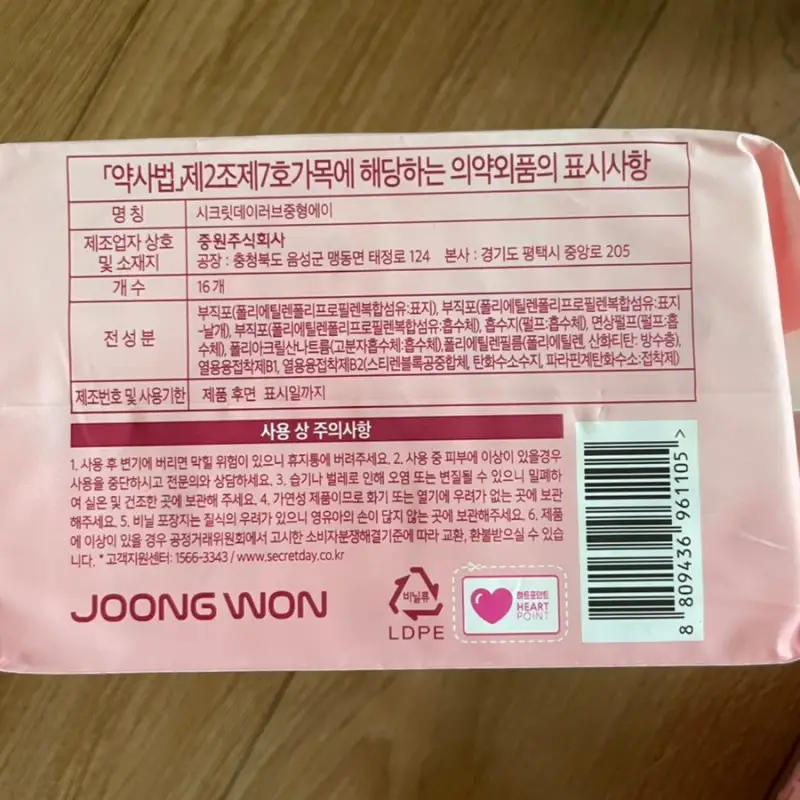 「약사법」제2조제7호가목에 해당하는 의약외품의 표시사항
명 칭 시크릿데이러브중형에이
제조업자 상호 및 소재지 중원주식회사
공장 : 충청북도 음성군 맹동면 태정로 124 본사 : 경기도 평택시 중앙로 205
개 수 16개
전 성 분 부직포(폴리에틸렌폴리프로필렌복합섬유:표지), 부직포(폴리에틸렌폴리프로필렌복합섬유:표지
-날개), 부직포(폴리에틸렌폴리프로필렌복합섬유:흡수체), 흡수지(펄프:흡수체), 면상펄프(펄프:흡
수체), 폴리아크릴산나트륨(고분자흡수체:흡수체),폴리에틸렌필름(폴리에틸렌, 산화티탄: 방수층),
열용융접착제B1, 열용융접착제B2(스티렌블록공중합체, 탄화수소수지, 파라핀계탄화수소:접착제)
제조번호 및 사용기한 제품 후면 표시일까지
사용 상 주의사항
1. 사용 후 변기에 버리면 막힐 위험이 있으니 휴지통에 버려주세요. 2. 사용 중 피부에 이상이 있을경우
사용을 중단하시고 전문의와 상담하세요. 3. 습기나 벌레로 인해 오염 또는 변질될 수 있으니 밀폐하
여 실온 및 건조한 곳에 보관해 주세요. 4. 가연성 제품이므로 화기 또는 열기에 우려가 없는 곳에 보관
해주세요. 5. 비닐 포장지는 질식의 우려가 있으니 영유아의 손이 닿지 않는 곳에 보관해주세요. 6. 제품
에 이상이 있을 경우 공정거래위원회에서 고시한 소비자분쟁해결기준에 따라 교환, 환불받으실 수 있습
니다. * 고객지원센터: 1566-3343 / www.secretday.co.kr
JOONG WON
비닐류
LDPE
하트포인트
HEART
POINT
8 809436 961105 >